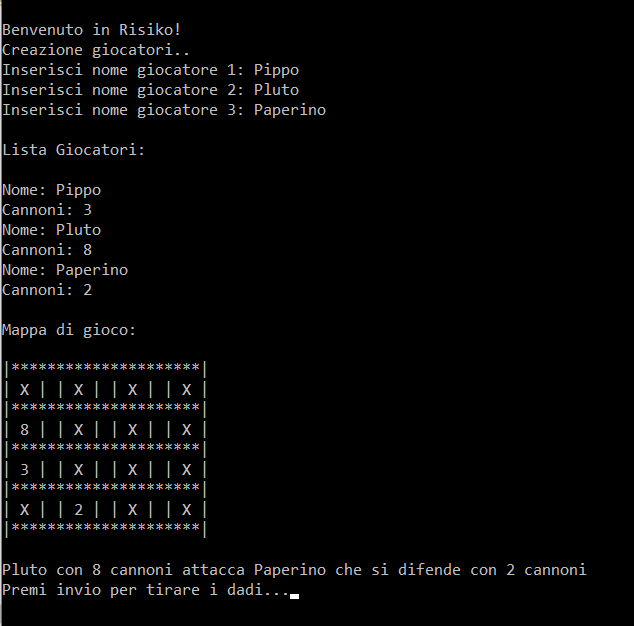 Benvenuto in Risiko!
Creazione giocatori..
Inserisci nome giocatore 1: Pippo
Inserisci nome giocatore 2: Pluto
Inserisci nome giocatore 3: Paperino
Lista Giocatori:
Nome: Pippo
Cannoni: 3
Nome: Pluto
Cannoni: 8
Nome: Paperino
Cannoni: 2
Mappa di gioco:
|*********************|
| X | | X | | X | | X |
|*********************|
| 8 | | X | | X | | X |
|*********************|
| 3 | | X | | X | | X |
|*********************|
| X | | 2 | | X | | X |
|*********************|
Pluto con 8 cannoni attacca Paperino che si difende con 2 cannoni
Premi invio per tirare i dadi...